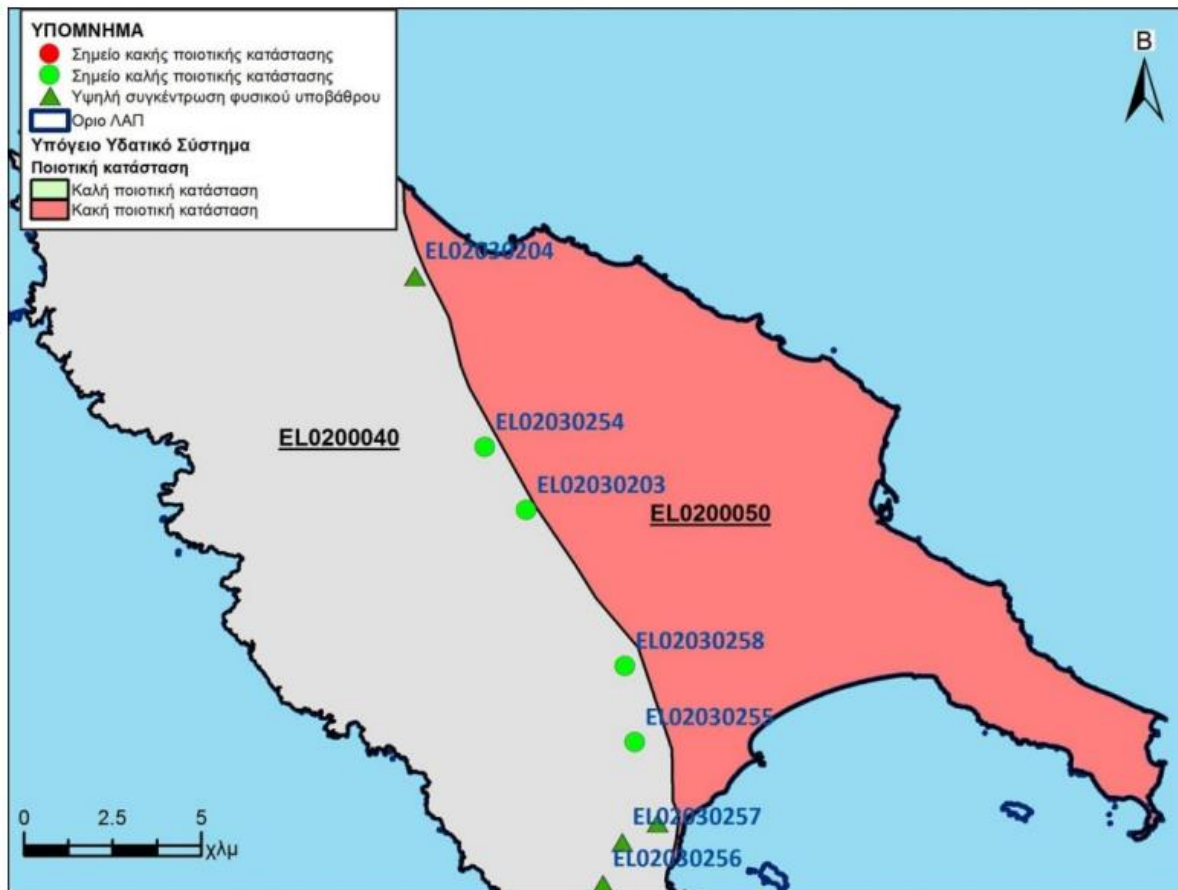 ΥΠΟΜΝΗΜΑ
Σημείο κακής ποιοτικής κατάστασης
Σημείο καλής ποιοτικής κατάστασης
Υψηλή συγκέντρωση φυσικού υποβάθρου
Οριο ΛΑΠ
Υπόγειο Υδατικό Σύστημα
Ποιοτική κατάσταση
Καλή ποιοτική κατάσταση
Κακή ποιοτική κατάσταση
Β
EL02030204
EL02030254
EL0200040
EL02030203
EL0200050
EL02030258
EL02030255
EL02030257
EL02030256
0 2.5 5
χλμ